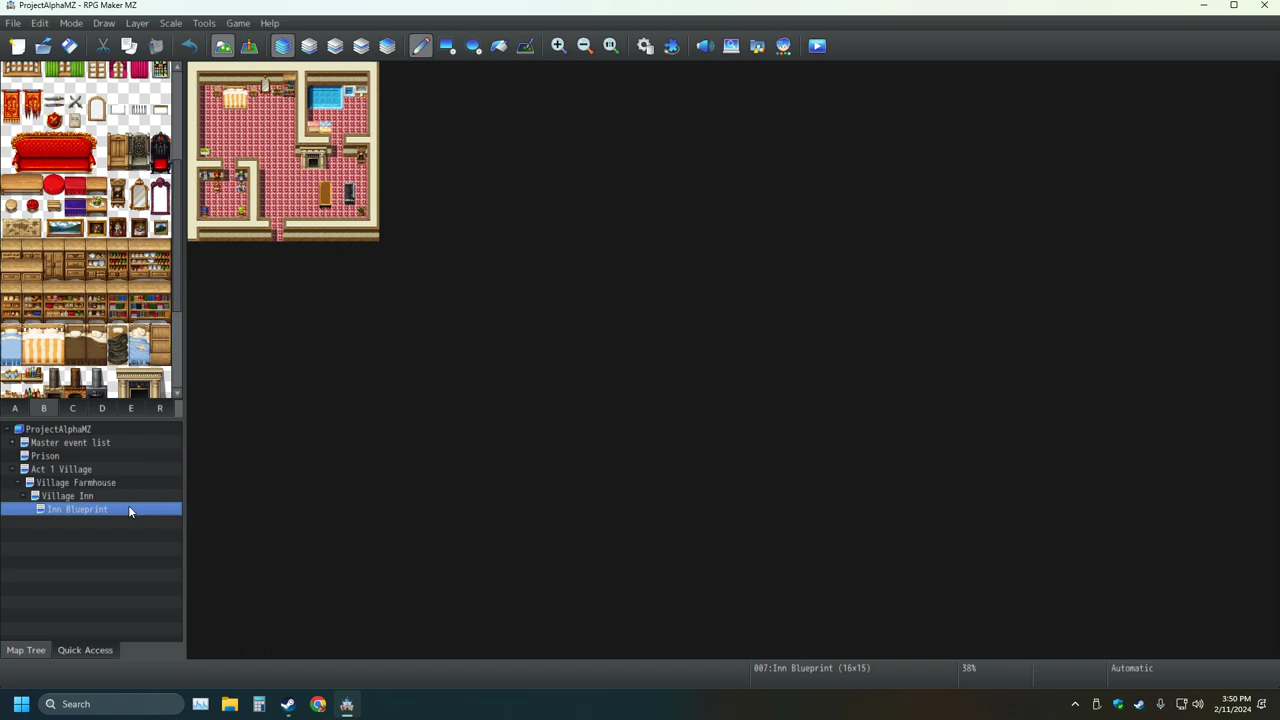 ProjectAlphaMZ - RPG Maker MZ
File Edit Mode Draw Layer Scale Tools Game Help
A B C D E R
ProjectAlphaMZ
Master event list
Prison
Act 1 Village
Village Farmhouse
Village Inn
Inn Blueprint
Map Tree Quick Access
007:Inn Blueprint (16x15) 38% Automatic
Search
3:50 PM
2/11/2024